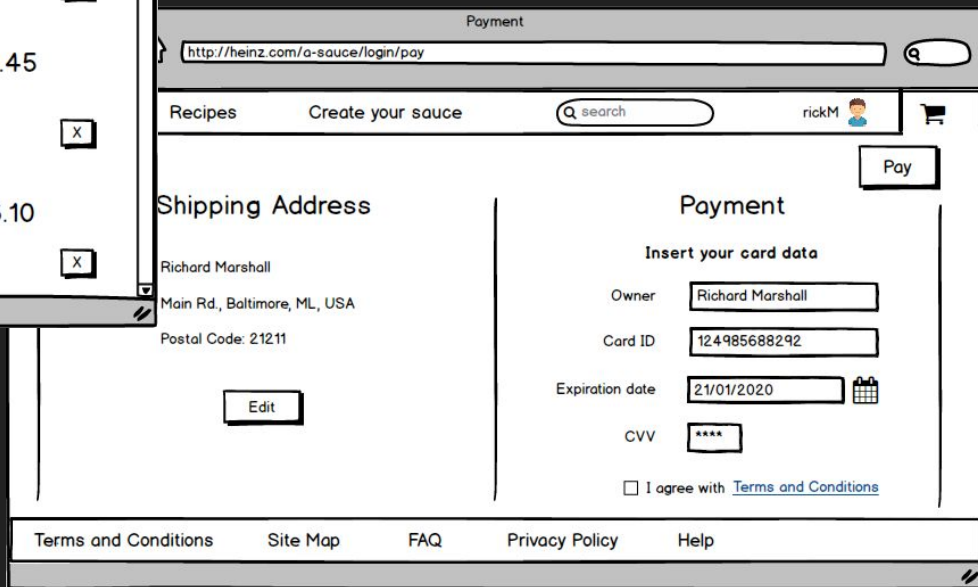 .45
X
.10
X
Payment
http://heinz.com/a-sauce/login/pay
Recipes Create your sauce search rickM
Pay
Shipping Address
Richard Marshall
Main Rd., Baltimore, ML, USA
Postal Code: 21211
Edit
Payment
Insert your card data
Owner Richard Marshall
Card ID 124985688292
Expiration date 21/01/2020
CVV ****
I agree with Terms and Conditions
Terms and Conditions Site Map FAQ Privacy Policy Help